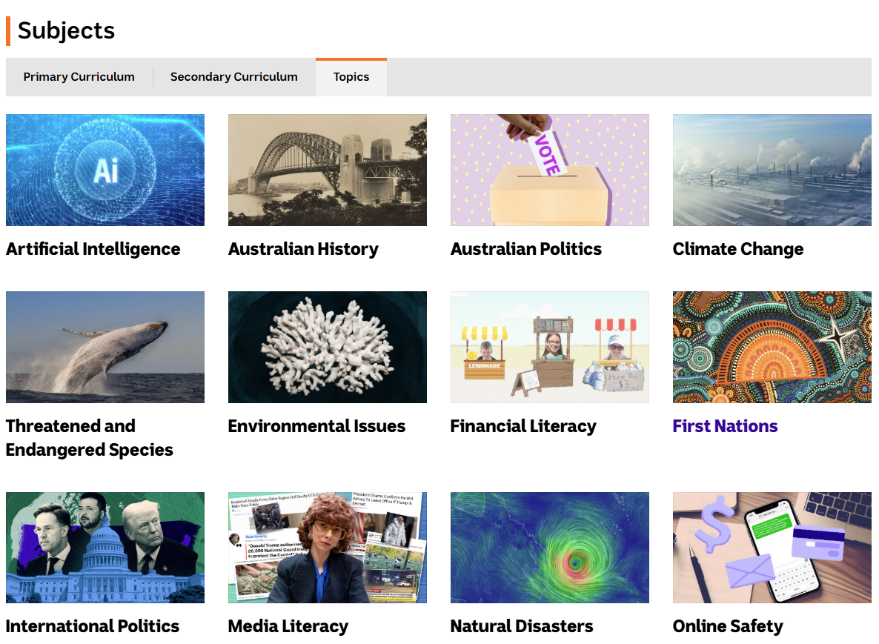 Subjects
Primary Curriculum
Secondary Curriculum
Topics
Ai
VOTE
Artificial Intelligence
Australian History
Australian Politics
Climate Change
LEMONADE
Threatened and
Endangered Species
Environmental Issues
Financial Literacy
First Nations
International Politics
Media Literacy
Natural Disasters
Online Safety